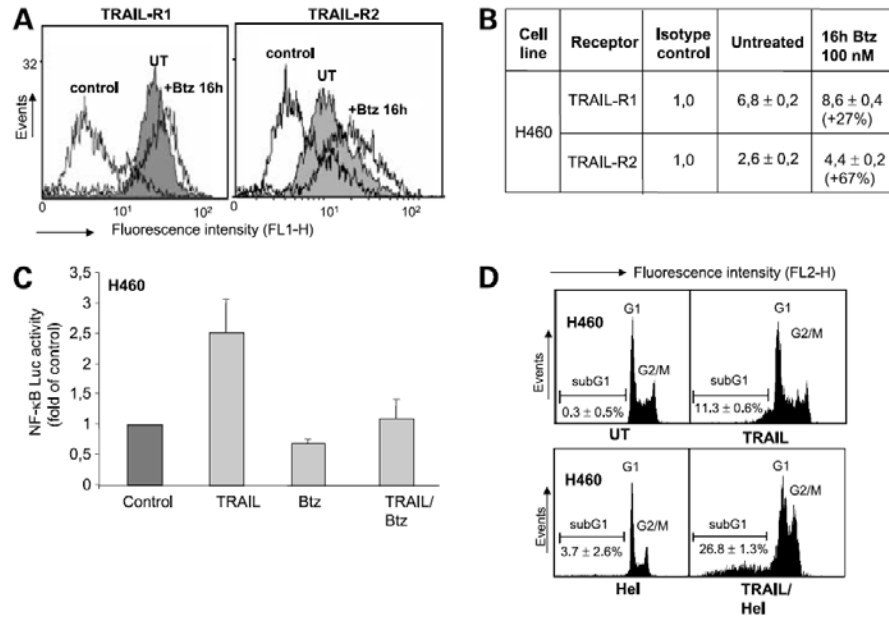 A
TRAIL-R1
TRAIL-R2
32
Events
control
UT
+Btz 16h
control
UT
+Btz 16h
0
10¹
10²
0
10¹
10²
Fluorescence intensity (FL1-H)
B
Cell line | Receptor | Isotype control | Untreated | 16h Btz 100 nM
H460 | TRAIL-R1 | 1,0 | 6,8 ± 0,2 | 8,6 ± 0,4 (+27%)
TRAIL-R2 | 1,0 | 2,6 ± 0,2 | 4,4 ± 0,2 (+67%)
C
H460
NF-κB Luc activity
(fold of control)
3,5
3
2,5
2
1,5
1
0,5
0
Control
TRAIL
Btz
TRAIL/
Btz
D
Fluorescence intensity (FL2-H)
H460
Events
G1
G2/M
subG1
0.3 ± 0.5%
UT
G1
G2/M
subG1
11.3 ± 0.6%
TRAIL
H460
Events
G1
G2/M
subG1
3.7 ± 2.6%
Hel
G1
G2/M
subG1
26.8 ± 1.3%
TRAIL/
Hel